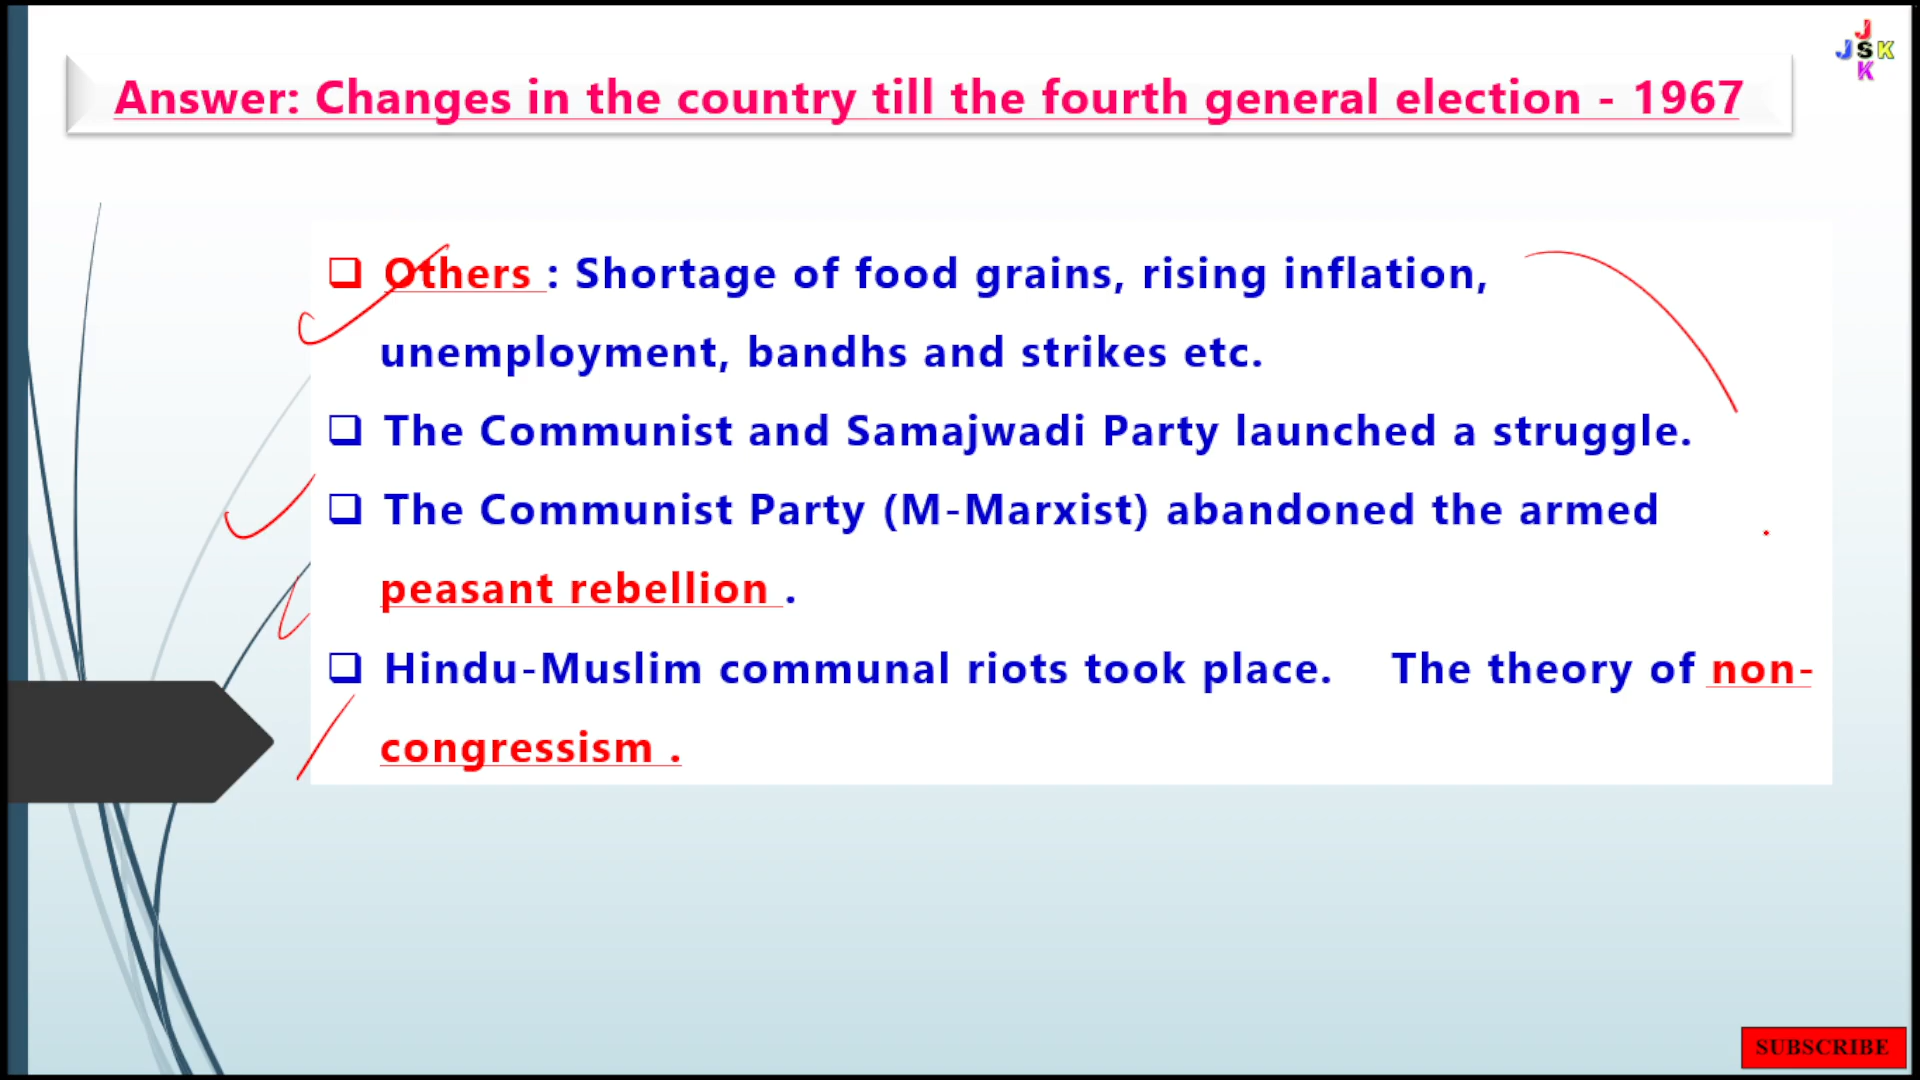 J
J S K
K
Answer: Changes in the country till the fourth general election - 1967
❑ Others : Shortage of food grains, rising inflation,
unemployment, bandhs and strikes etc.
❑ The Communist and Samajwadi Party launched a struggle.
❑ The Communist Party (M-Marxist) abandoned the armed
peasant rebellion .
❑ Hindu-Muslim communal riots took place. The theory of non-
congressism .
SUBSCRIBE